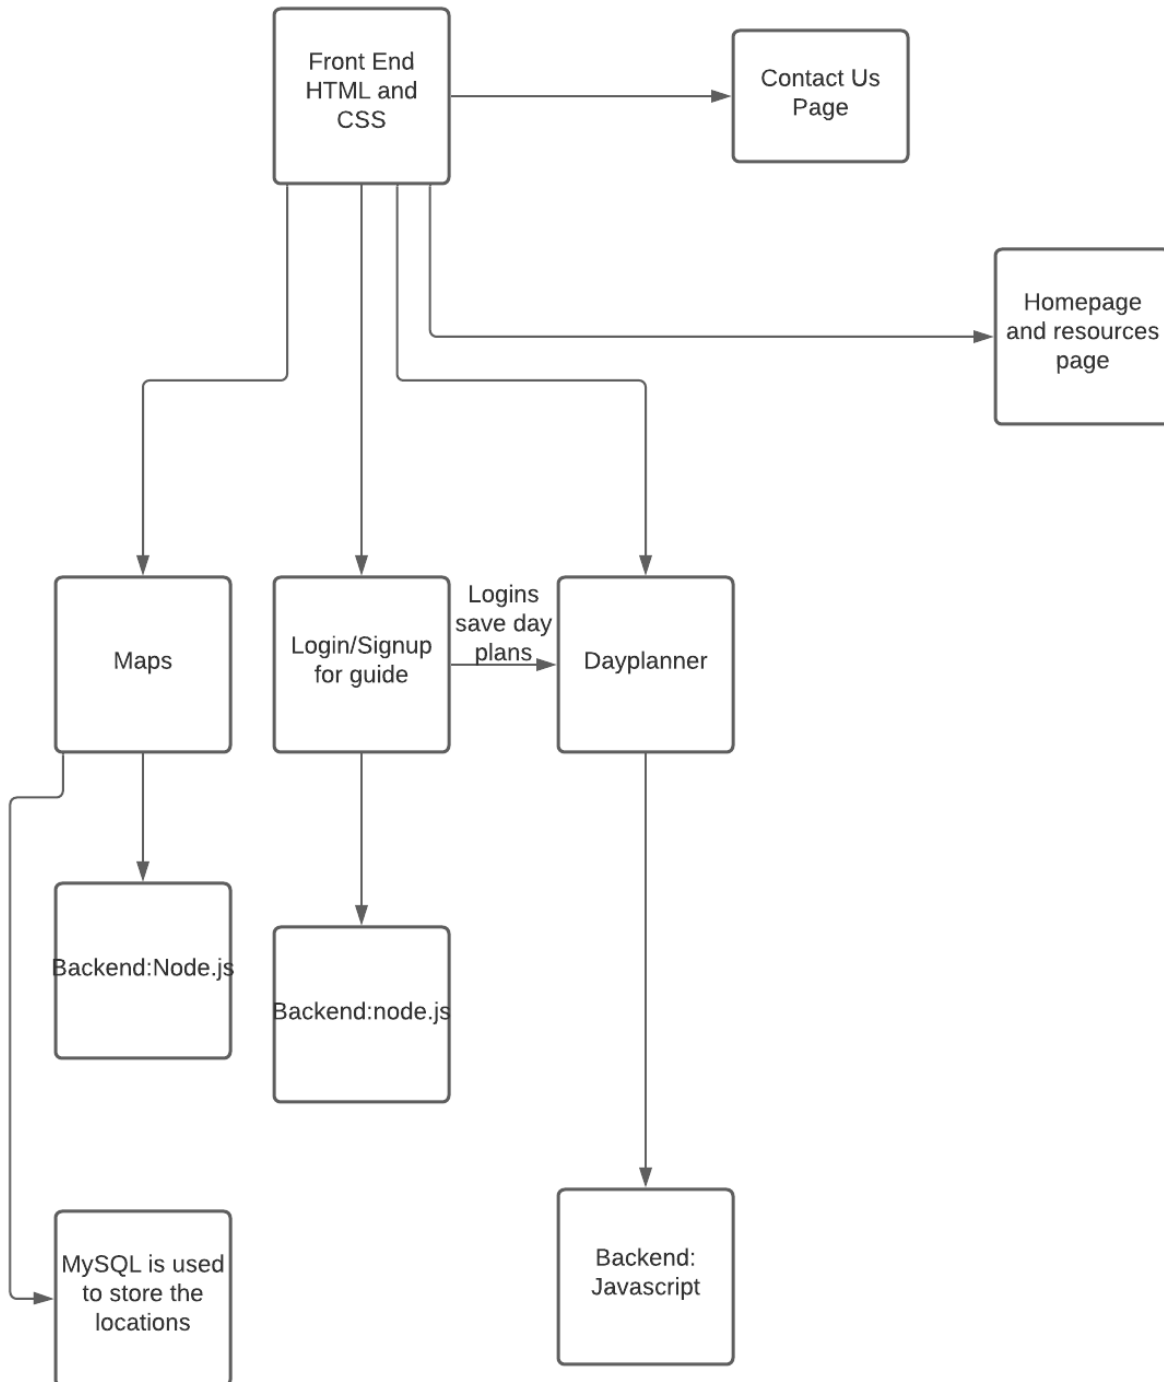 Front End
HTML and
CSS
Contact Us
Page
Homepage
and resources
page
Maps
Login/Signup
for guide
Logins
save day
plans
Dayplanner
Backend:Node.js
Backend:node.js
MySQL is used
to store the
locations
Backend:
Javascript